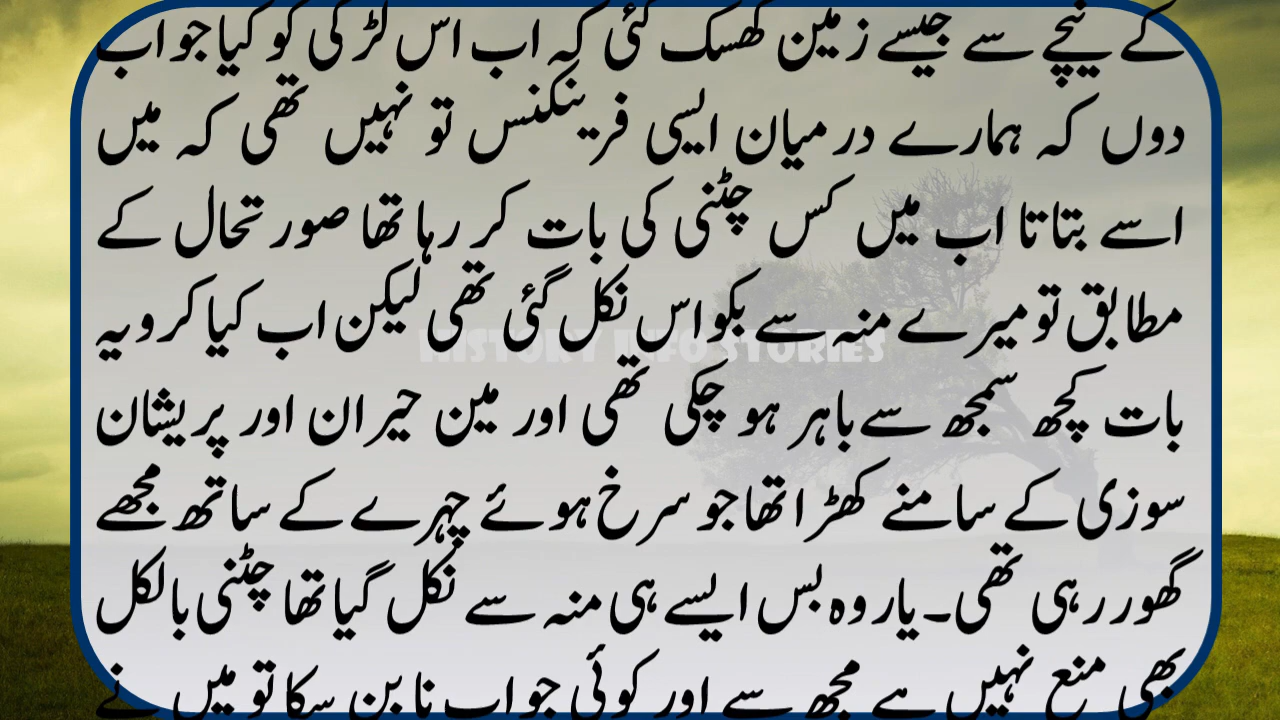 کے نیچے سے جیسے زمین کھسک گئی کہ اب اس لڑکی کو کیا جواب
دوں کہ ہمارے درمیان ایسی فرینکنس تو نہیں تھی کہ میں
اسے بتاتا اب میں کس چٹنی کی بات کر رہا تھا صورتحال کے
مطابق تو میرے منہ سے بکواس نکل گئی تھی لیکن اب کیا کرو یہ
HISTORY INFO STORIES
بات کچھ سمجھ سے باہر ہو چکی تھی اور مین حیران اور پریشان
سوزی کے سامنے کھڑا تھا جو سرخ ہوئے چہرے کے ساتھ مجھے
گھور رہی تھی۔یار وہ بس ایسے ہی منہ سے نکل گیا تھا چٹنی بالکل
بھی منع نہیں ہے مجھ سے اور کوئی جواب نا بن سکا تو میں نے